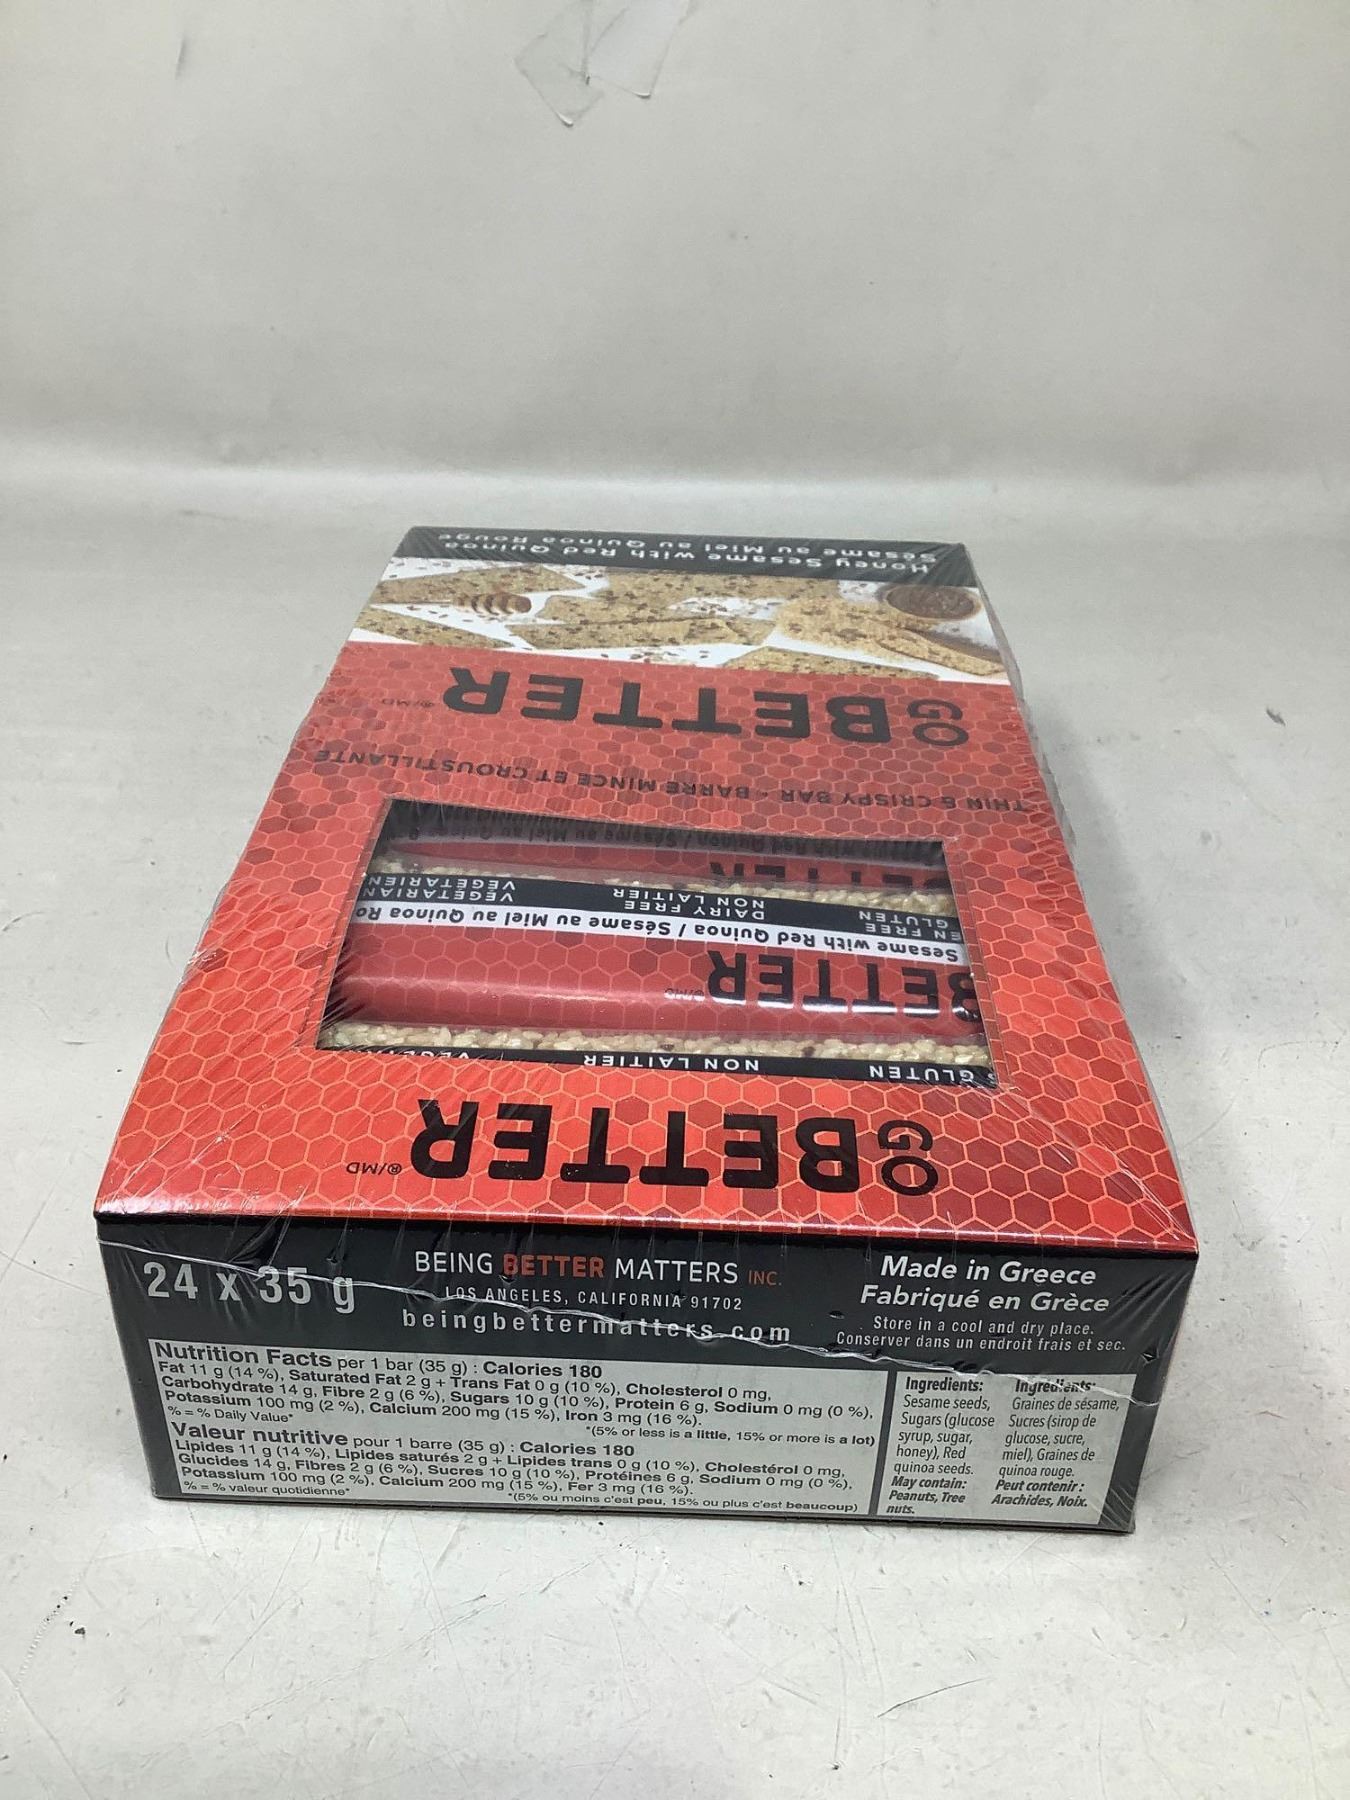 Honey Sesame with Red Quinoa
Sésame au Miel au Quinoa Rouge
GO
BETTER ®/MD
THIN & CRISPY BAR • BARRE MINCE ET CROUSTILLANTE
BETTER
Sesame with Red Quinoa / Sésame au Miel au Quinoa Ro
FREE DAIRY FREE VEGETARIAN
GLUTEN NON LAITIER VEGETARIEN
BETTER ®/MD
GLUTEN NON LAITIER
GO
BETTER ®/MD
24 x 35 g
BEING BETTER MATTERS INC.
LOS ANGELES, CALIFORNIA 91702
beingbettermatters.com
Made in Greece
Fabriqué en Grèce
Store in a cool and dry place.
Conserver dans un endroit frais et sec.
Nutrition Facts per 1 bar (35 g) : Calories 180
Fat 11 g (14 %), Saturated Fat 2 g + Trans Fat 0 g (10 %), Cholesterol 0 mg,
Carbohydrate 14 g, Fibre 2 g (6 %), Sugars 10 g (10 %), Protein 6 g, Sodium 0 mg (0 %),
Potassium 100 mg (2 %), Calcium 200 mg (15 %), Iron 3 mg (16 %).
% = % Daily Value* *(5% or less is a little, 15% or more is a lot)
Valeur nutritive pour 1 barre (35 g) : Calories 180
Lipides 11 g (14 %), Lipides saturés 2 g + Lipides trans 0 g (10 %), Cholestérol 0 mg,
Glucides 14 g, Fibres 2 g (6 %), Sucres 10 g (10 %), Protéines 6 g, Sodium 0 mg (0 %),
Potassium 100 mg (2 %), Calcium 200 mg (15 %), Fer 3 mg (16 %).
% = % valeur quotidienne* *(5% ou moins c'est peu, 15% ou plus c'est beaucoup)
Ingredients:
Sesame seeds,
Sugars (glucose
syrup, sugar,
honey), Red
quinoa seeds.
May contain:
Peanuts, Tree
nuts.
Ingrédients:
Graines de sésame,
Sucres (sirop de
glucose, sucre,
miel), Graines de
quinoa rouge.
Peut contenir :
Arachides, Noix.